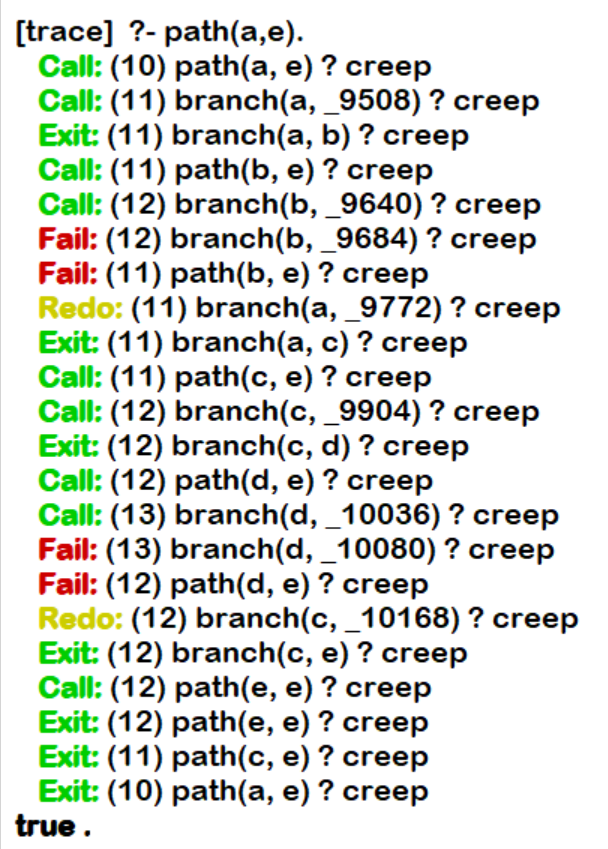 [trace]  ?- path(a,e).
Call: (10) path(a, e) ? creep
Call: (11) branch(a, _9508) ? creep
Exit: (11) branch(a, b) ? creep
Call: (11) path(b, e) ? creep
Call: (12) branch(b, _9640) ? creep
Fail: (12) branch(b, _9684) ? creep
Fail: (11) path(b, e) ? creep
Redo: (11) branch(a, _9772) ? creep
Exit: (11) branch(a, c) ? creep
Call: (11) path(c, e) ? creep
Call: (12) branch(c, _9904) ? creep
Exit: (12) branch(c, d) ? creep
Call: (12) path(d, e) ? creep
Call: (13) branch(d, _10036) ? creep
Fail: (13) branch(d, _10080) ? creep
Fail: (12) path(d, e) ? creep
Redo: (12) branch(c, _10168) ? creep
Exit: (12) branch(c, e) ? creep
Call: (12) path(e, e) ? creep
Exit: (12) path(e, e) ? creep
Exit: (11) path(c, e) ? creep
Exit: (10) path(a, e) ? creep
true .